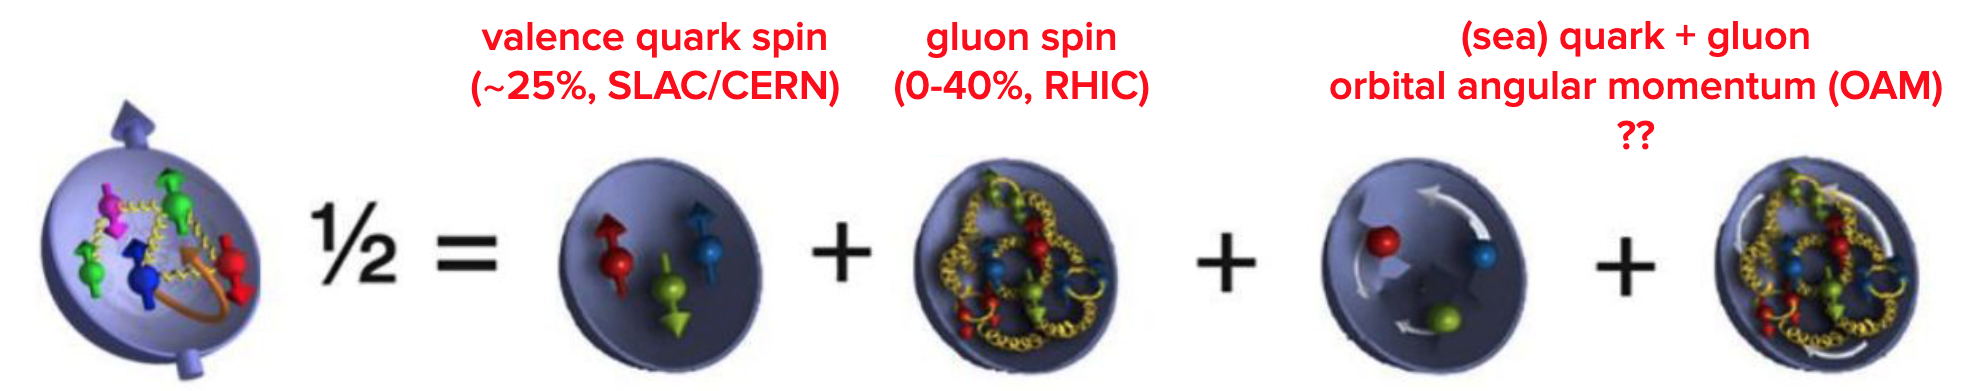 valence quark spin
(~25%, SLAC/CERN)
gluon spin
(0-40%, RHIC)
(sea) quark + gluon
orbital angular momentum (OAM)
??
½ = + + +